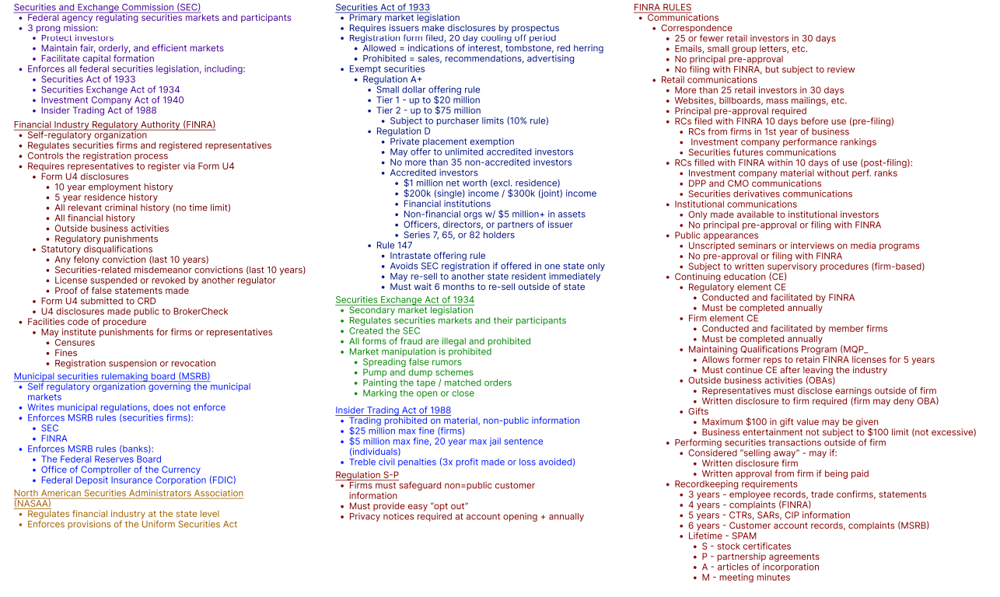 Securities and Exchange Commission (SEC)
• Federal agency regulating securities markets and participants
• 3 prong mission:
• Protect investors
• Maintain fair, orderly, and efficient markets
• Facilitate capital formation
• Enforces all federal securities legislation, including:
• Securities Act of 1933
• Securities Exchange Act of 1934
• Investment Company Act of 1940
• Insider Trading Act of 1988
Financial Industry Regulatory Authority (FINRA)
• Self-regulatory organization
• Regulates securities firms and registered representatives
• Controls the registration process
• Requires representatives to register via Form U4
• Form U4 disclosures
• 10 year employment history
• 5 year residence history
• All relevant criminal history (no time limit)
• All financial history
• Outside business activities
• Regulatory punishments
• Statutory disqualifications
• Any felony conviction (last 10 years)
• Securities-related misdemeanor convictions (last 10 years)
• License suspended or revoked by another regulator
• Proof of false statements made
• Form U4 submitted to CRD
• U4 disclosures made public to BrokerCheck
• Facilities code of procedure
• May institute punishments for firms or representatives
• Censures
• Fines
• Registration suspension or revocation
Municipal securities rulemaking board (MSRB)
• Self regulatory organization governing the municipal
markets
• Writes municipal regulations, does not enforce
• Enforces MSRB rules (securities firms):
• SEC
• FINRA
• Enforces MSRB rules (banks):
• The Federal Reserves Board
• Office of Comptroller of the Currency
• Federal Deposit Insurance Corporation (FDIC)
North American Securities Administrators Association
(NASAA)
• Regulates financial industry at the state level
• Enforces provisions of the Uniform Securities Act
Securities Act of 1933
• Primary market legislation
• Requires issuers make disclosures by prospectus
• Registration form filed, 20 day cooling off period
• Allowed = indications of interest, tombstone, red herring
• Prohibited = sales, recommendations, advertising
• Exempt securities
• Regulation A+
• Small dollar offering rule
• Tier 1 - up to $20 million
• Tier 2 - up to $75 million
• Subject to purchaser limits (10% rule)
• Regulation D
• Private placement exemption
• May offer to unlimited accredited investors
• No more than 35 non-accredited investors
• Accredited investors
• $1 million net worth (excl. residence)
• $200k (single) income / $300k (joint) income
• Financial institutions
• Non-financial orgs w/ $5 million+ in assets
• Officers, directors, or partners of issuer
• Series 7, 65, or 82 holders
• Rule 147
• Intrastate offering rule
• Avoids SEC registration if offered in one state only
• May re-sell to another state resident immediately
• Must wait 6 months to re-sell outside of state
Securities Exchange Act of 1934
• Secondary market legislation
• Regulates securities markets and their participants
• Created the SEC
• All forms of fraud are illegal and prohibited
• Market manipulation is prohibited
• Spreading false rumors
• Pump and dump schemes
• Painting the tape / matched orders
• Marking the open or close
Insider Trading Act of 1988
• Trading prohibited on material, non-public information
• $25 million max fine (firms)
• $5 million max fine, 20 year max jail sentence
(individuals)
• Treble civil penalties (3x profit made or loss avoided)
Regulation S-P
• Firms must safeguard non=public customer
information
• Must provide easy “opt out”
• Privacy notices required at account opening + annually
FINRA RULES
• Communications
• Correspondence
• 25 or fewer retail investors in 30 days
• Emails, small group letters, etc.
• No principal pre-approval
• No filing with FINRA, but subject to review
• Retail communications
• More than 25 retail investors in 30 days
• Websites, billboards, mass mailings, etc.
• Principal pre-approval required
• RCs filed with FINRA 10 days before use (pre-filing)
• RCs from firms in 1st year of business
• Investment company performance rankings
• Securities futures communications
• RCs filled with FINRA within 10 days of use (post-filing):
• Investment company material without perf. ranks
• DPP and CMO communications
• Securities derivatives communications
• Institutional communications
• Only made available to institutional investors
• No principal pre-approval or filing with FINRA
• Public appearances
• Unscripted seminars or interviews on media programs
• No pre-approval or filing with FINRA
• Subject to written supervisory procedures (firm-based)
• Continuing education (CE)
• Regulatory element CE
• Conducted and facilitated by FINRA
• Must be completed annually
• Firm element CE
• Conducted and facilitated by member firms
• Must be completed annually
• Maintaining Qualifications Program (MQP_
• Allows former reps to retain FINRA licenses for 5 years
• Must continue CE after leaving the industry
• Outside business activities (OBAs)
• Representatives must disclose earnings outside of firm
• Written disclosure to firm required (firm may deny OBA)
• Gifts
• Maximum $100 in gift value may be given
• Business entertainment not subject to $100 limit (not excessive)
• Performing securities transactions outside of firm
• Considered “selling away” - may if:
• Written disclosure firm
• Written approval from firm if being paid
• Recordkeeping requirements
• 3 years - employee records, trade confirms, statements
• 4 years - complaints (FINRA)
• 5 years - CTRs, SARs, CIP information
• 6 years - Customer account records, complaints (MSRB)
• Lifetime - SPAM
• S - stock certificates
• P - partnership agreements
• A - articles of incorporation
• M - meeting minutes